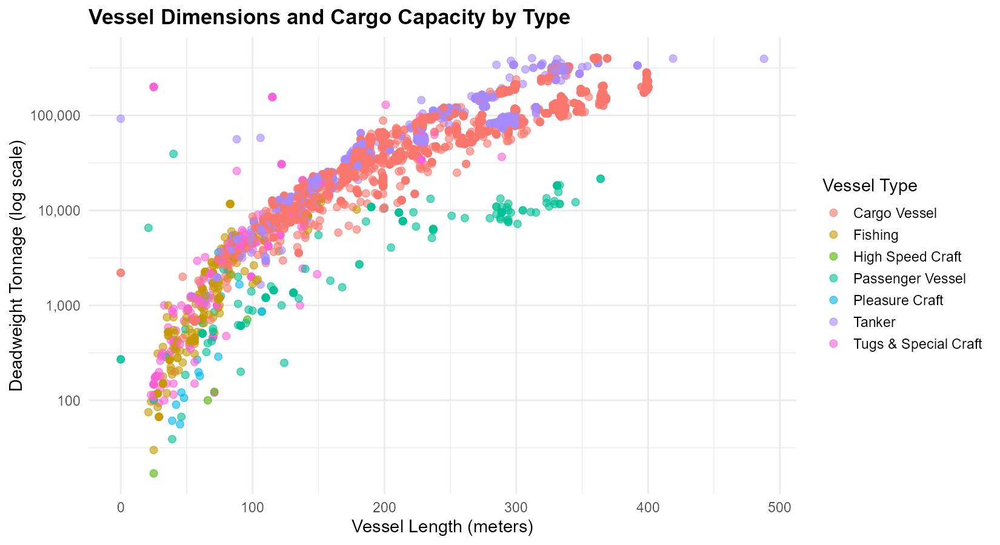 Vessel Dimensions and Cargo Capacity by Type
Deadweight Tonnage (log scale)
100,000
10,000
1,000
100
0
100
200
300
400
500
Vessel Length (meters)
Vessel Type
Cargo Vessel
Fishing
High Speed Craft
Passenger Vessel
Pleasure Craft
Tanker
Tugs & Special Craft